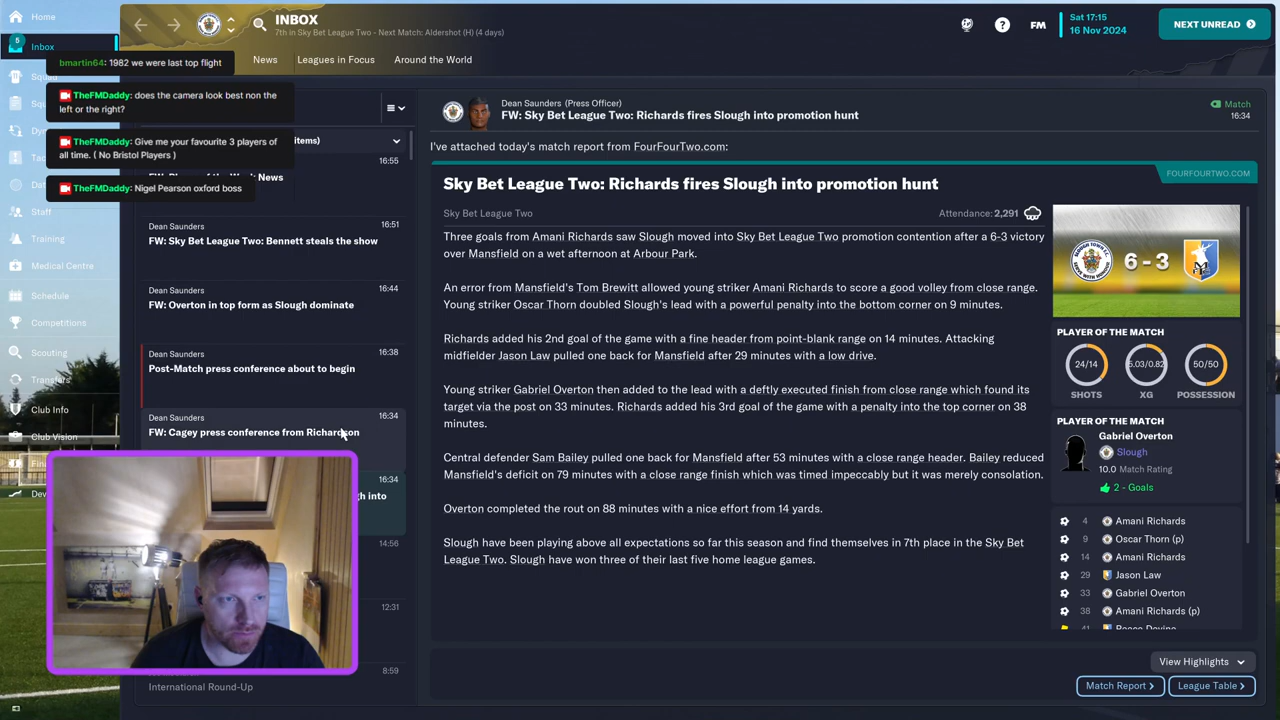 Home
INBOX
7th in Sky Bet League Two - Next Match: Aldershot (H) (4 days)
FM
Sat 17:15
16 Nov 2024
NEXT UNREAD
5
Inbox
News
Leagues in Focus
Around the World
bmartin64: 1982 we were last top flight
TheFMDaddy: does the camera look best non the
left or the right?
TheFMDaddy: Give me your favourite 3 players of
all time. ( No Bristol Players )
TheFMDaddy: Nigel Pearson oxford boss
Staff
Training
Medical Centre
Schedule
Competitions
Scouting
Transfers
Club Info
Club Vision
items)
16:55
News
Dean Saunders
16:51
FW: Sky Bet League Two: Bennett steals the show
Dean Saunders
16:44
FW: Overton in top form as Slough dominate
Dean Saunders
16:38
Post-Match press conference about to begin
Dean Saunders
16:34
FW: Cagey press conference from Richardson
16:34
gh into
14:56
12:31
8:59
International Round-Up
Dean Saunders (Press Officer)
FW: Sky Bet League Two: Richards fires Slough into promotion hunt
Match
16:34
I've attached today's match report from FourFourTwo.com:
FOURFOURTWO.COM
Sky Bet League Two: Richards fires Slough into promotion hunt
Sky Bet League Two
Attendance: 2,291
Three goals from Amani Richards saw Slough moved into Sky Bet League Two promotion contention after a 6-3 victory
over Mansfield on a wet afternoon at Arbour Park.
An error from Mansfield's Tom Brewitt allowed young striker Amani Richards to score a good volley from close range.
Young striker Oscar Thorn doubled Slough's lead with a powerful penalty into the bottom corner on 9 minutes.
Richards added his 2nd goal of the game with a fine header from point-blank range on 14 minutes. Attacking
midfielder Jason Law pulled one back for Mansfield after 29 minutes with a low drive.
Young striker Gabriel Overton then added to the lead with a deftly executed finish from close range which found its
target via the post on 33 minutes. Richards added his 3rd goal of the game with a penalty into the top corner on 38
minutes.
Central defender Sam Bailey pulled one back for Mansfield after 53 minutes with a close range header. Bailey reduced
Mansfield's deficit on 79 minutes with a close range finish which was timed impeccably but it was merely consolation.
Overton completed the rout on 88 minutes with a nice effort from 14 yards.
Slough have been playing above all expectations so far this season and find themselves in 7th place in the Sky Bet
League Two. Slough have won three of their last five home league games.
6 - 3
PLAYER OF THE MATCH
24/14
5.03/0.82
50/50
SHOTS
XG
POSSESSION
PLAYER OF THE MATCH
Gabriel Overton
Slough
10.0 Match Rating
2 - Goals
4 Amani Richards
9 Oscar Thorn (p)
14 Amani Richards
29 Jason Law
33 Gabriel Overton
38 Amani Richards (p)
View Highlights
Match Report
League Table